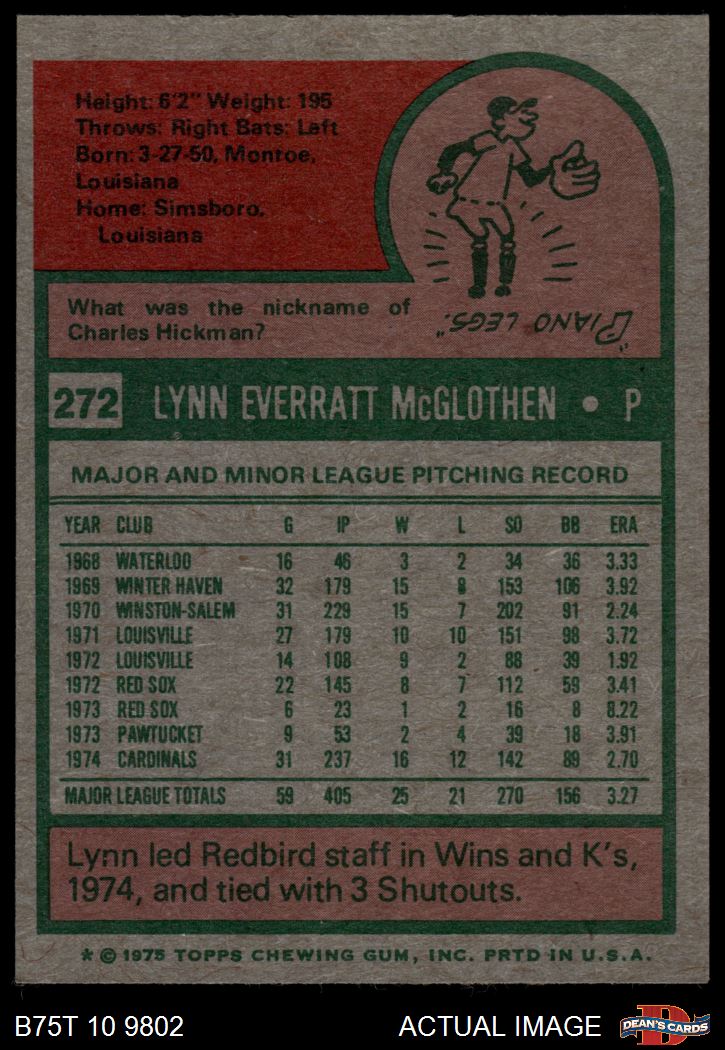 Height: 6'2" Weight: 195
Throws: Right Bats: Left
Born: 3-27-50, Monroe,
Louisiana
Home: Simsboro,
Louisiana
What was the nickname of
Charles Hickman?
"PIANO LEGS."
272 LYNN EVERRATT McGLOTHEN • P
MAJOR AND MINOR LEAGUE PITCHING RECORD
YEAR CLUB G IP W L SO BB ERA
1968 WATERLOO 16 46 3 2 34 36 3.33
1969 WINTER HAVEN 32 179 15 8 153 106 3.92
1970 WINSTON-SALEM 31 229 15 7 202 91 2.24
1971 LOUISVILLE 27 179 10 10 151 98 3.72
1972 LOUISVILLE 14 108 9 2 88 39 1.92
1972 RED SOX 22 145 8 7 112 59 3.41
1973 RED SOX 6 23 1 2 16 8 8.22
1973 PAWTUCKET 9 53 2 4 39 18 3.91
1974 CARDINALS 31 237 16 12 142 89 2.70
MAJOR LEAGUE TOTALS 59 405 25 21 270 156 3.27
Lynn led Redbird staff in Wins and K's,
1974, and tied with 3 Shutouts.
* © 1975 TOPPS CHEWING GUM, INC. PRTD IN U.S.A.
B75T 10 9802 ACTUAL IMAGE
D
DEAN'S CARDS